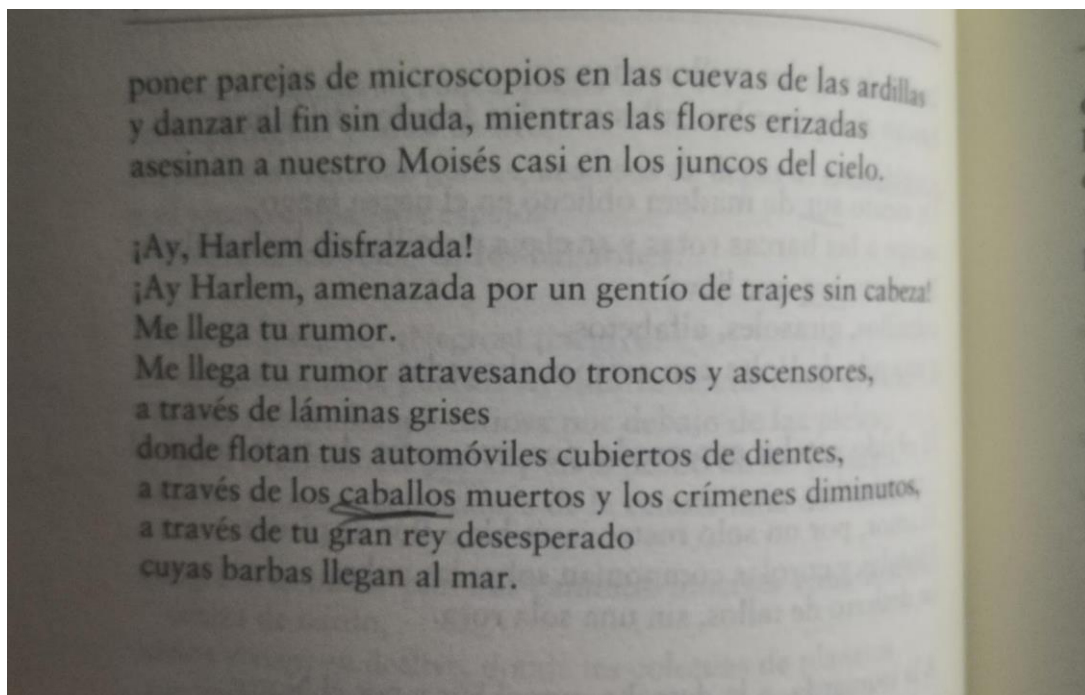 poner parejas de microscopios en las cuevas de las ardillas
y danzar al fin sin duda, mientras las flores erizadas
asesinan a nuestro Moisés casi en los juncos del cielo.
¡Ay, Harlem disfrazada!
¡Ay Harlem, amenazada por un gentío de trajes sin cabeza!
Me llega tu rumor.
Me llega tu rumor atravesando troncos y ascensores,
a través de láminas grises
donde flotan tus automóviles cubiertos de dientes,
a través de los caballos muertos y los crímenes diminutos,
a través de tu gran rey desesperado
cuyas barbas llegan al mar.